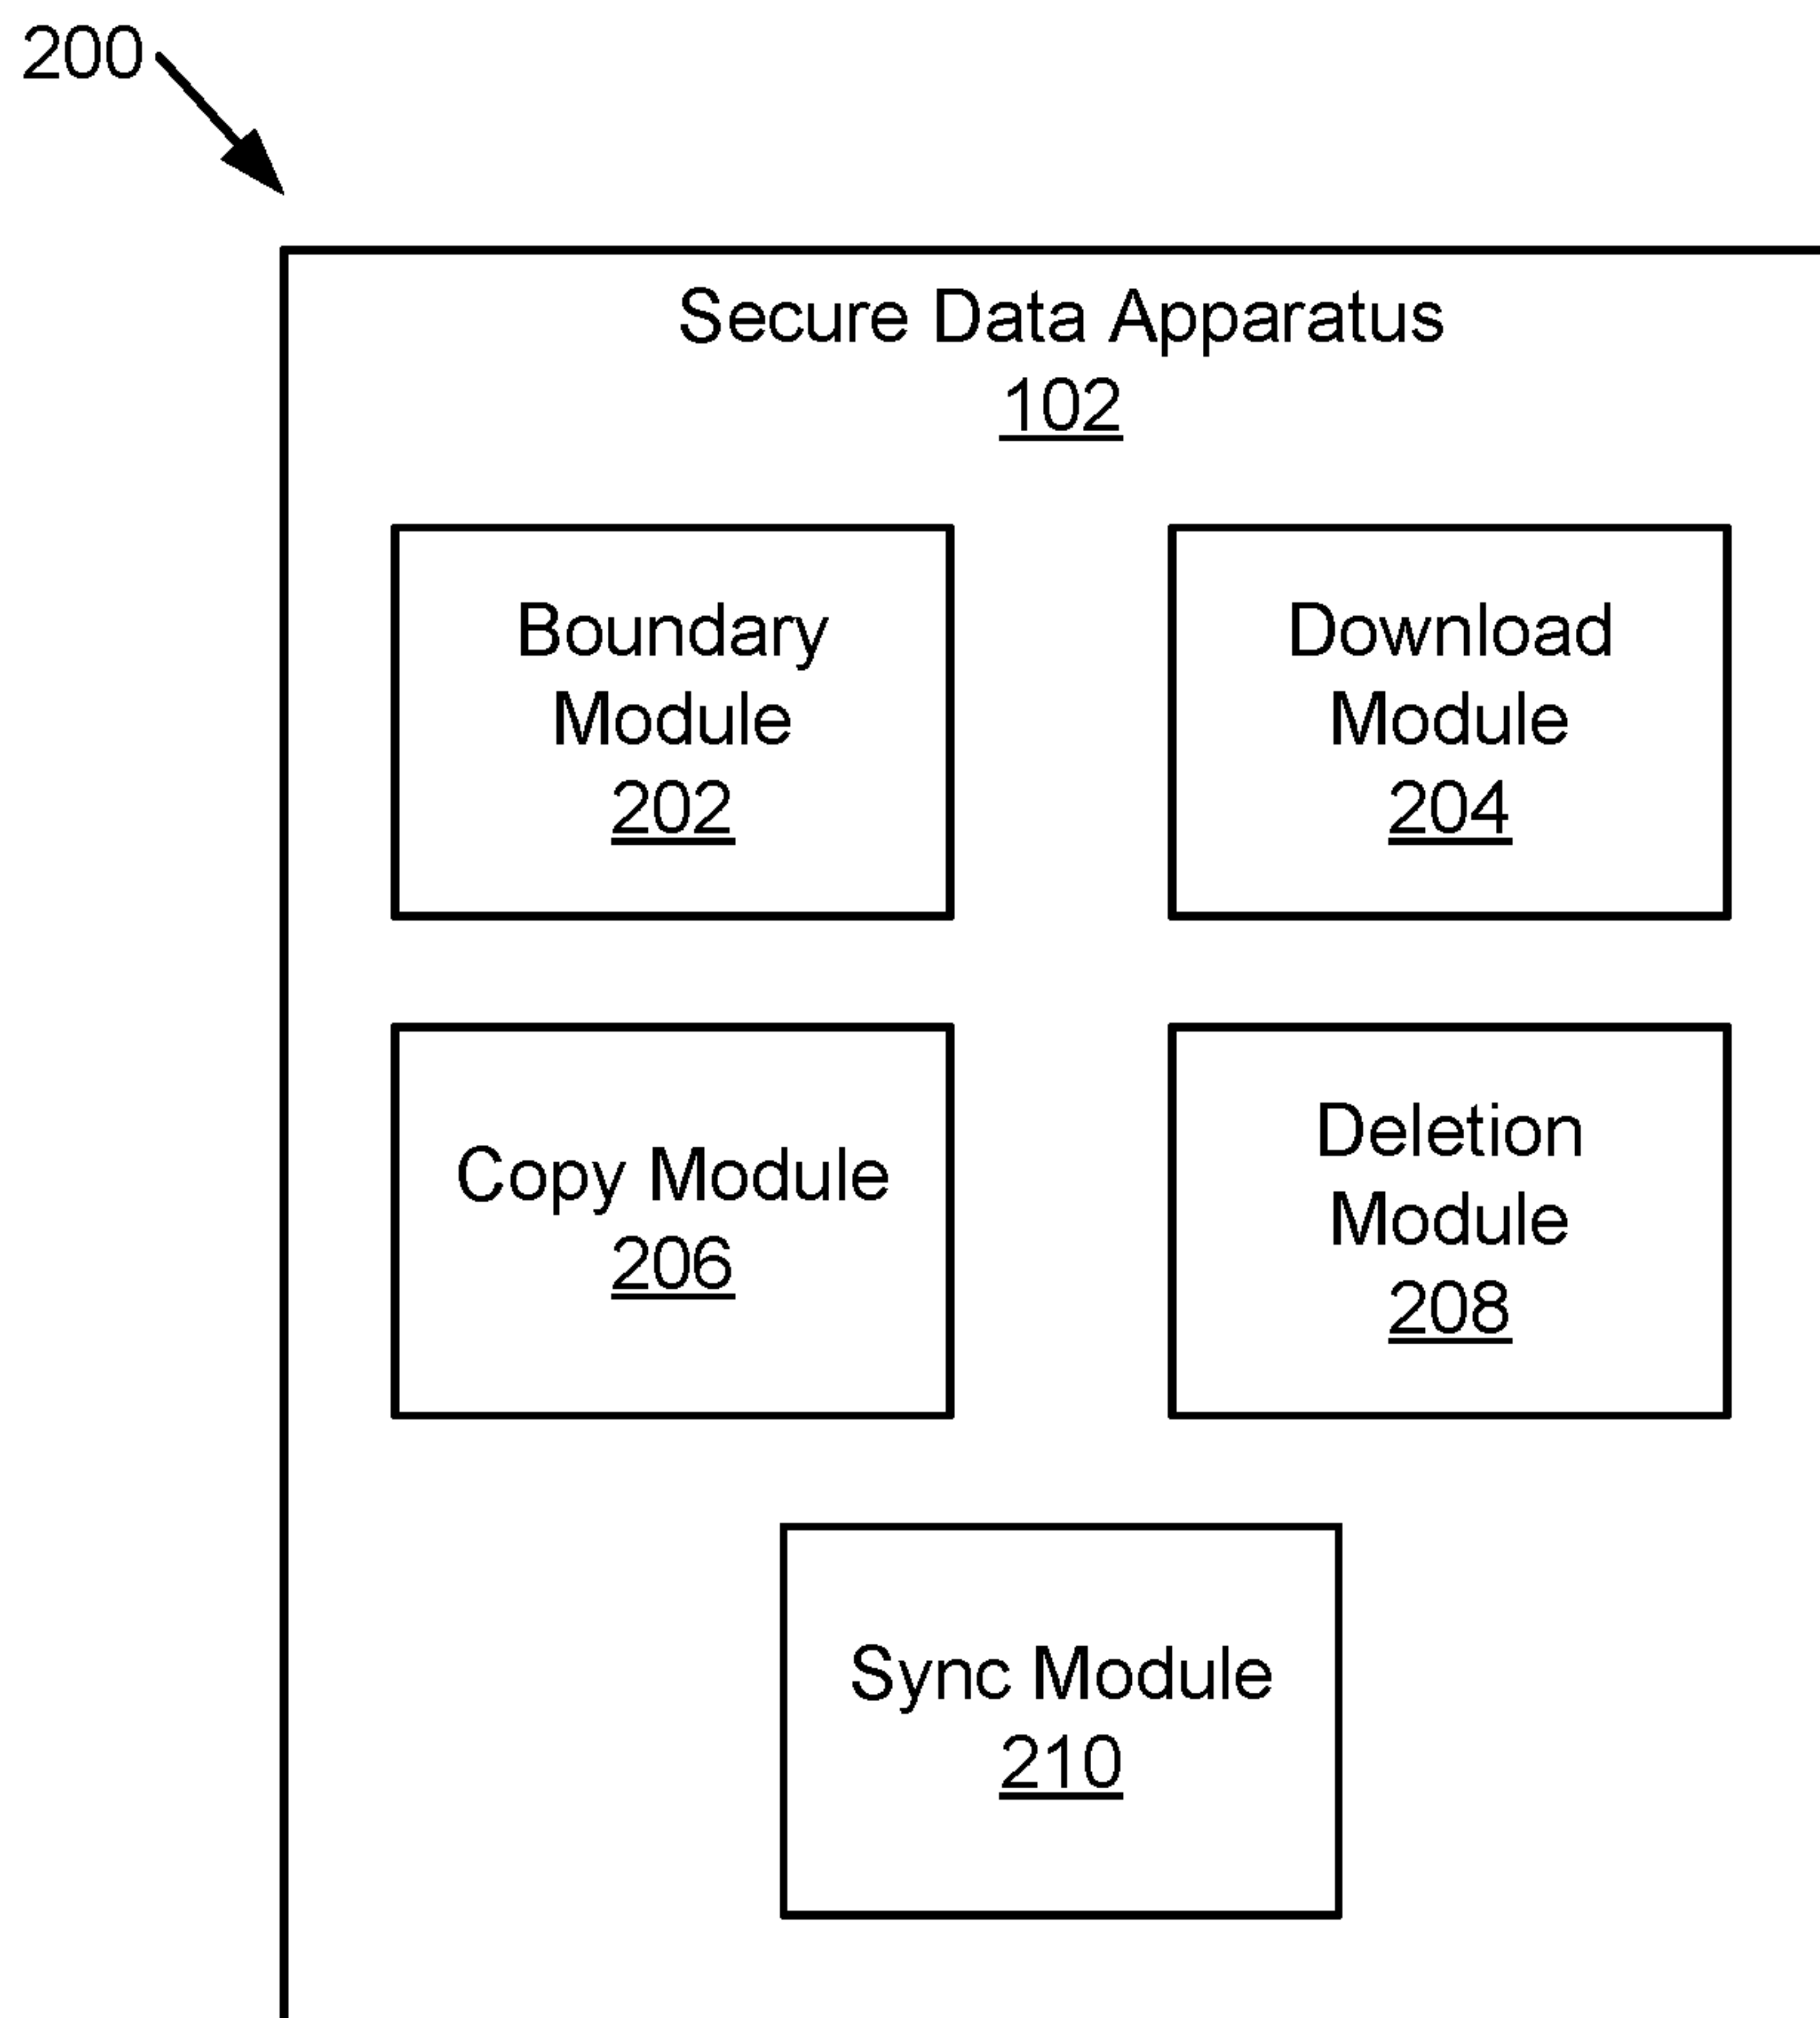 200
Secure Data Apparatus
102
Boundary
Module
202
Download
Module
204
Copy Module
206
Deletion
Module
208
Sync Module
210